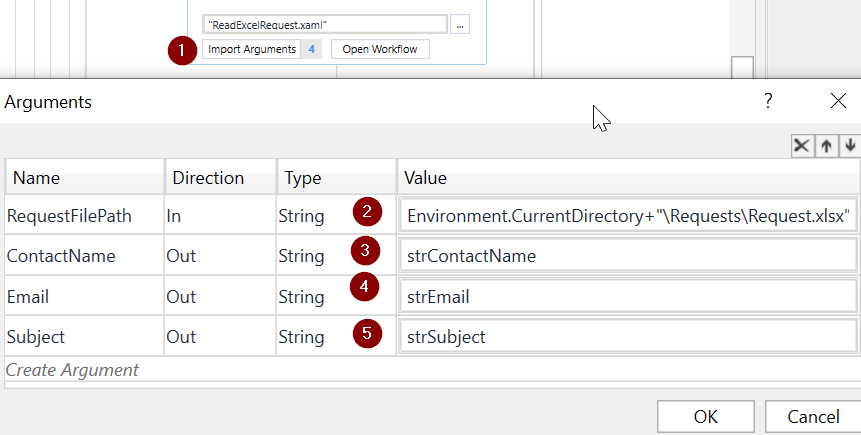 "ReadExcelRequest.xaml" ...
1 Import Arguments 4 Open Workflow
Arguments ?
Name Direction Type Value
RequestFilePath In String 2 Environment.CurrentDirectory+"\Requests\Request.xlsx"
ContactName Out String 3 strContactName
Email Out String 4 strEmail
Subject Out String 5 strSubject
Create Argument
OK Cancel